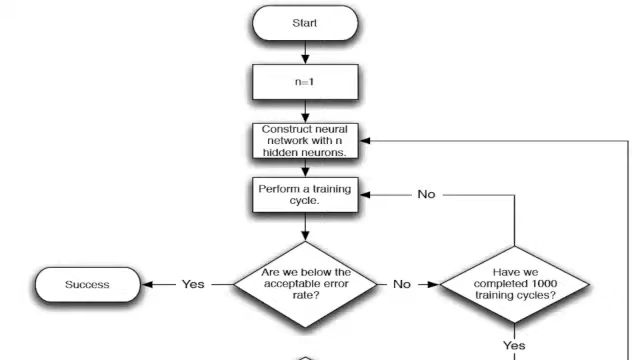 Start
n=1
Construct neural
network with n
hidden neurons.
Perform a training
cycle.
No
Are we below the
acceptable error
rate?
Success
Yes
No
Have we
completed 1000
training cycles?
Yes